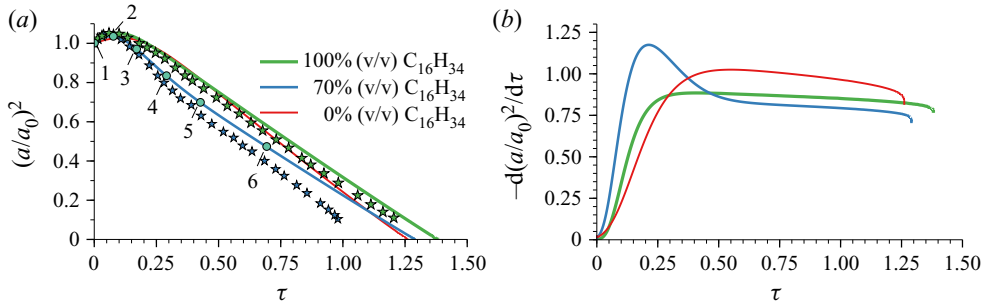 (a)
(b)
1.0
0.8
0.6
0.4
0.2
0
(a/a₀)²
1
2
3
4
5
6
100% (v/v) C₁₆H₃₄
70% (v/v) C₁₆H₃₄
0% (v/v) C₁₆H₃₄
0 0.25 0.50 0.75 1.00 1.25 1.50
τ
1.25
1.00
0.75
0.50
0.25
0
–d(a/a₀)²/dτ
0 0.25 0.50 0.75 1.00 1.25 1.50
τ